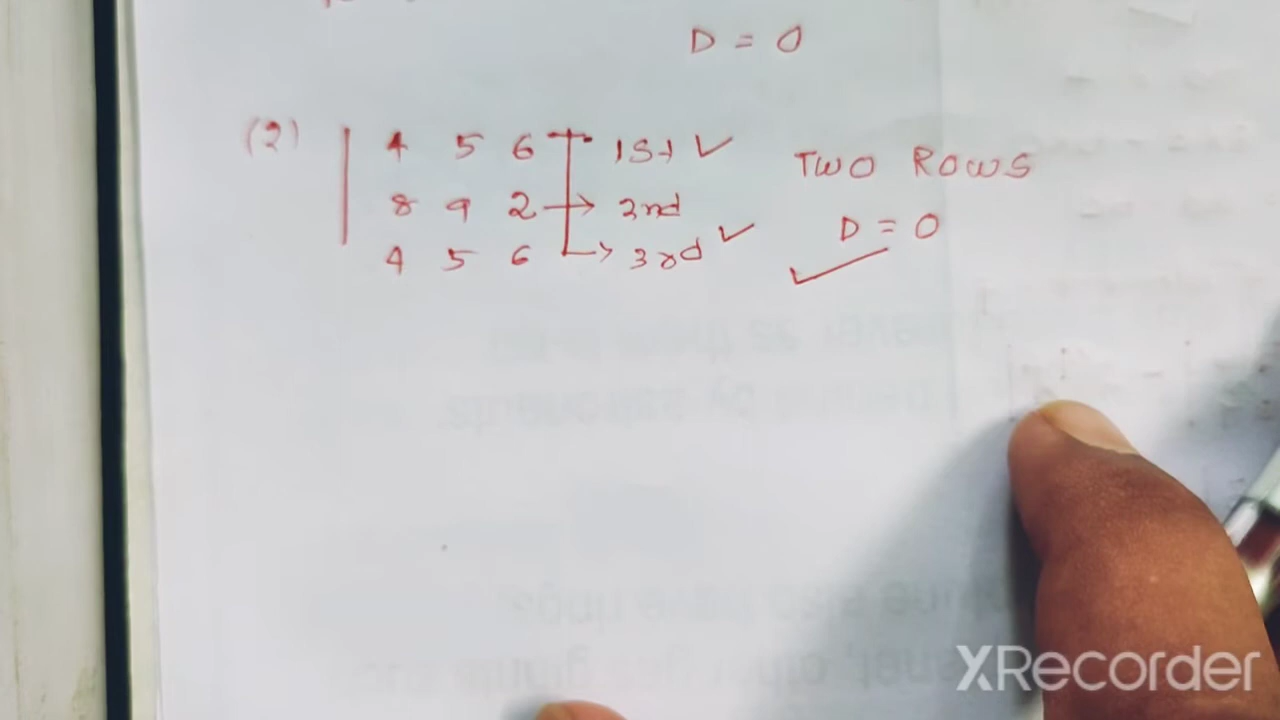 D = 0
(2) 4 5 6 1st ✓ TWO ROWS
8 9 2 → 2nd
4 5 6 → 3rd ✓ D = 0
XRecorder